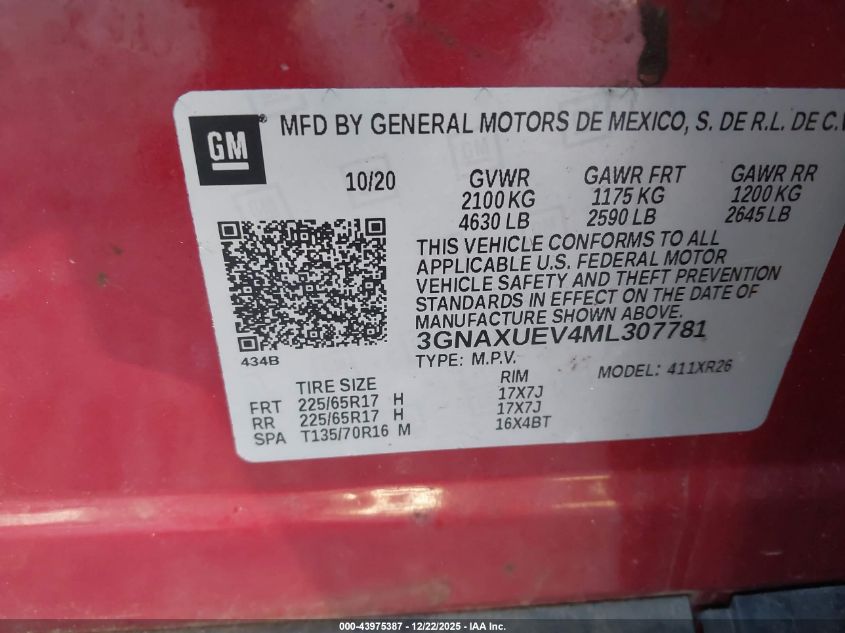 GM ® MFD BY GENERAL MOTORS DE MEXICO, S. DE R.L. DE C.V
10/20 GVWR GAWR FRT GAWR RR
2100 KG 1175 KG 1200 KG
4630 LB 2590 LB 2645 LB
THIS VEHICLE CONFORMS TO ALL
APPLICABLE U.S. FEDERAL MOTOR
VEHICLE SAFETY AND THEFT PREVENTION
STANDARDS IN EFFECT ON THE DATE OF
MANUFACTURE SHOWN ABOVE.
3GNAXUEV4ML307781
434B
TYPE: M.P.V. MODEL: 411XR26
TIRE SIZE RIM
FRT 225/65R17 H 17X7J
RR 225/65R17 H 17X7J
SPA T135/70R16 M 16X4BT
000-43975387 - 12/22/2025 - IAA Inc.